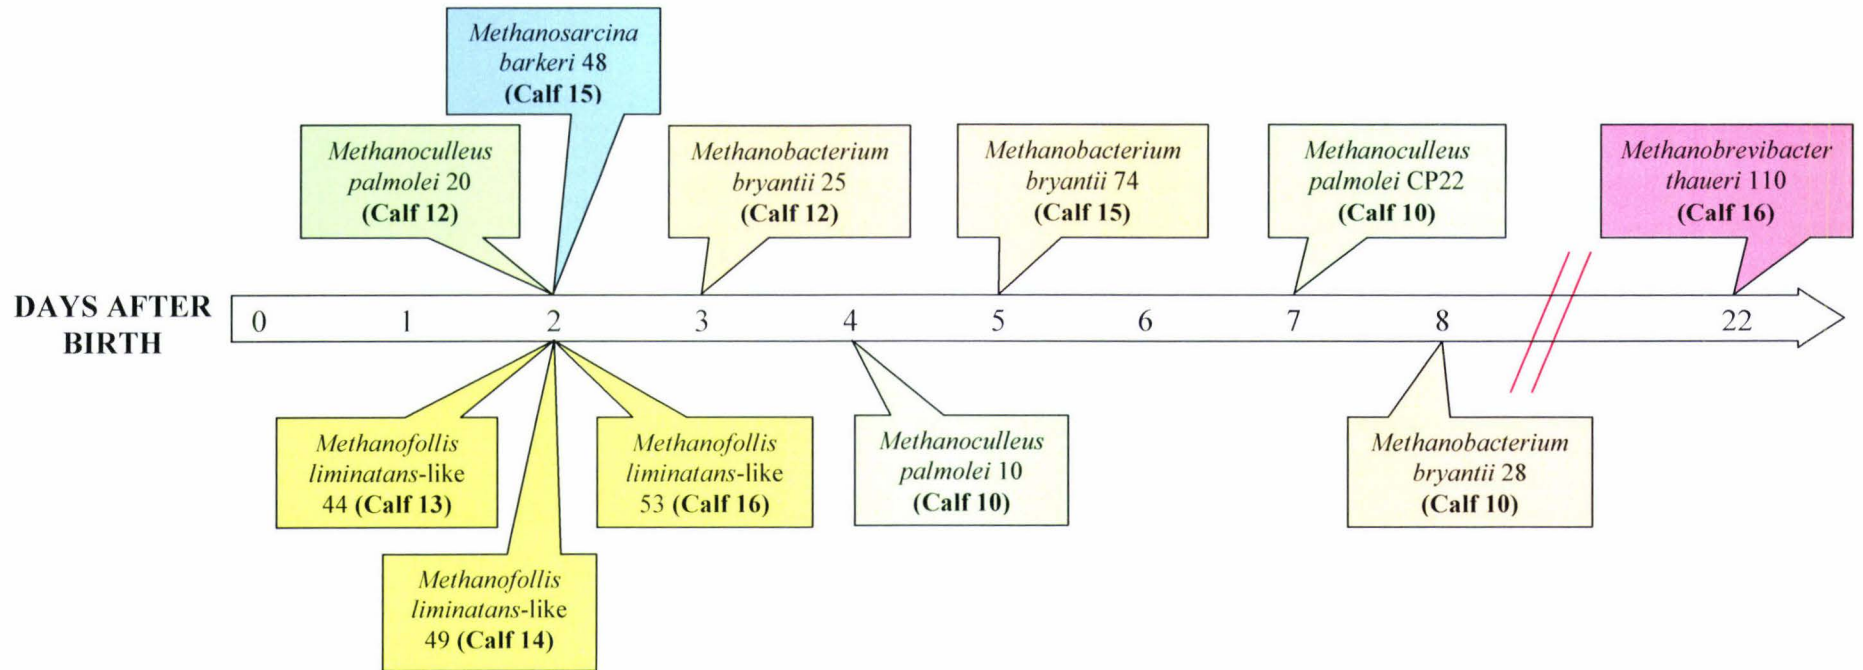 Methanosarcina
barkeri 48
(Calf 15)
Methanoculleus
palmolei 20
(Calf 12)
Methanobacterium
bryantii 25
(Calf 12)
Methanobacterium
bryantii 74
(Calf 15)
Methanoculleus
palmolei CP22
(Calf 10)
Methanobrevibacter
thaueri 110
(Calf 16)
DAYS AFTER
BIRTH
0 1 2 3 4 5 6 7 8 22
Methanofollis
liminatans-like
44 (Calf 13)
Methanofollis
liminatans-like
53 (Calf 16)
Methanoculleus
palmolei 10
(Calf 10)
Methanobacterium
bryantii 28
(Calf 10)
Methanofollis
liminatans-like
49 (Calf 14)